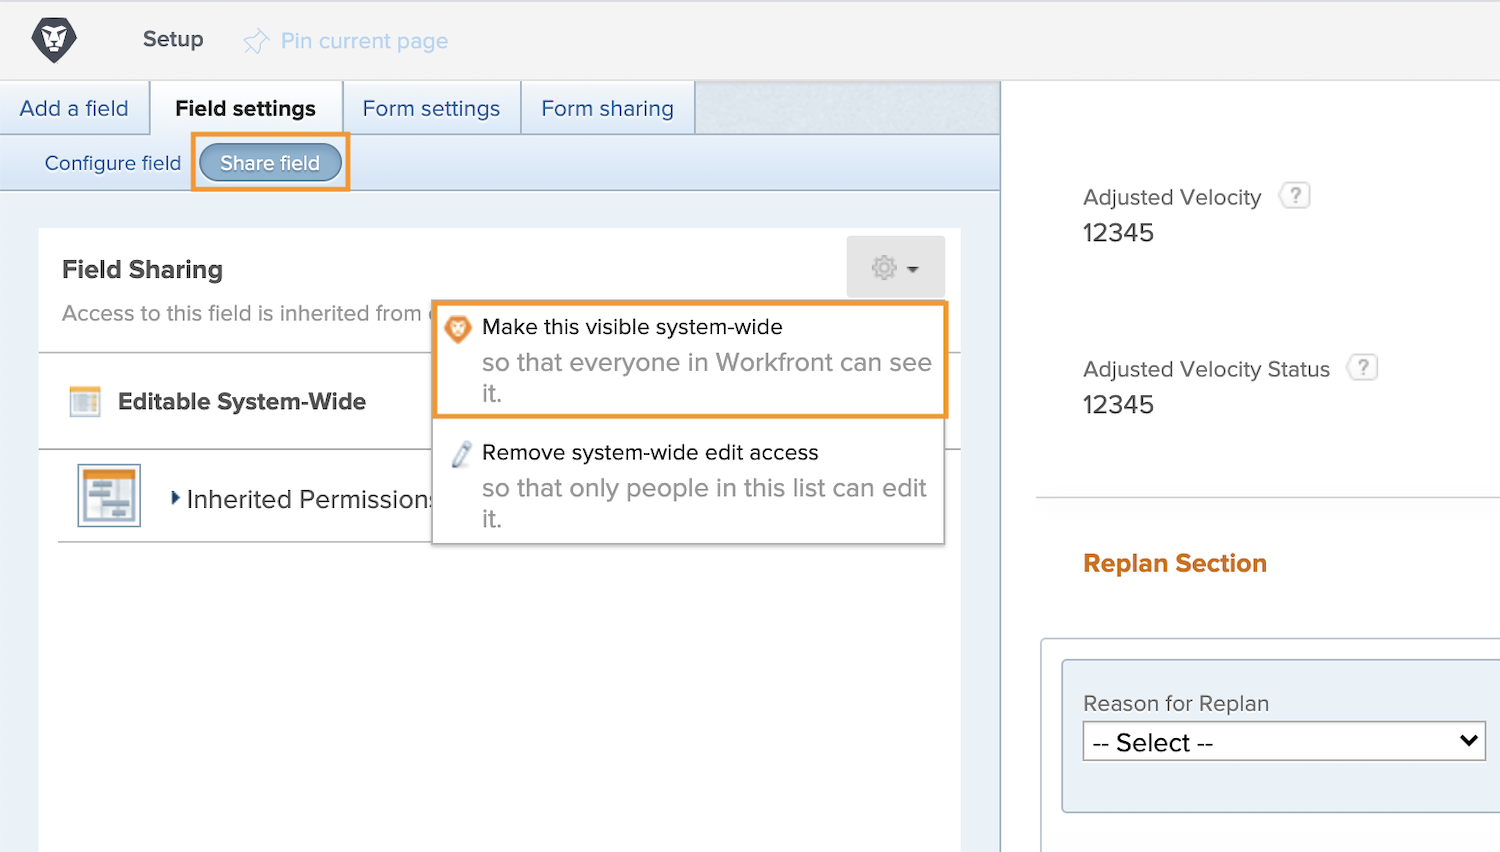 Setup
Pin current page
Add a field
Field settings
Form settings
Form sharing
Configure field
Share field
Field Sharing
Access to this field is inherited from
Make this visible system-wide
so that everyone in Workfront can see
it.
Editable System-Wide
Remove system-wide edit access
so that only people in this list can edit
it.
Inherited Permissions
Adjusted Velocity ?
12345
Adjusted Velocity Status ?
12345
Replan Section
Reason for Replan
-- Select --